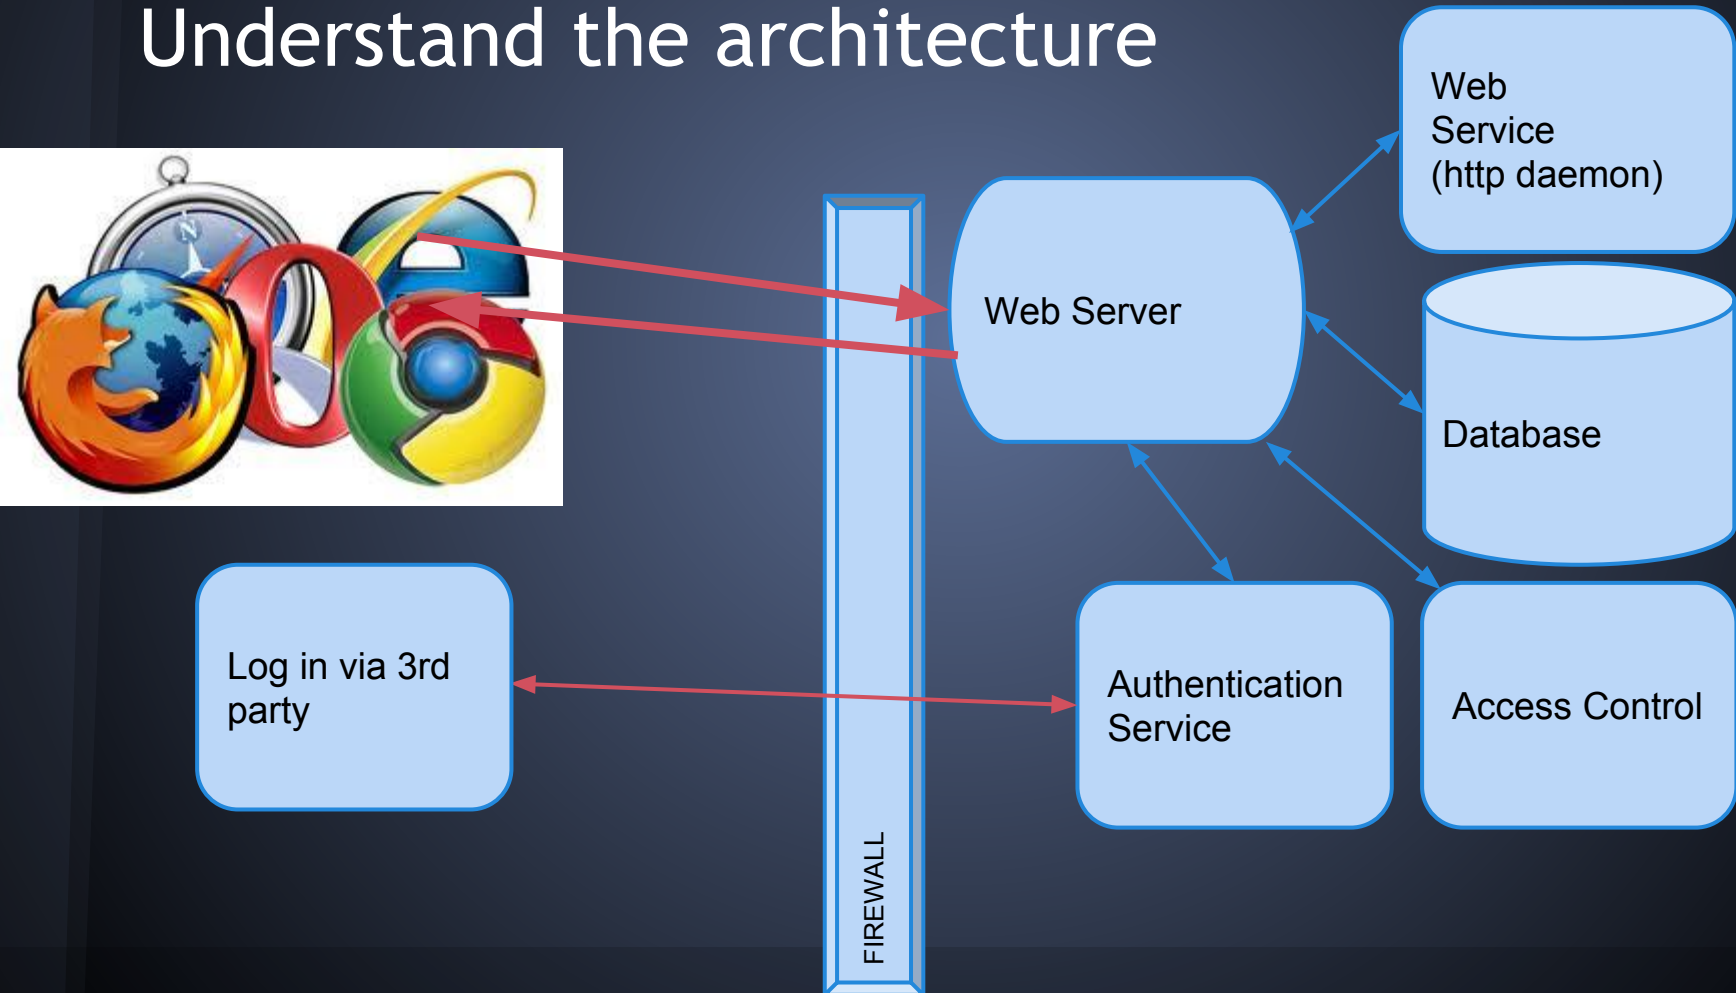 Understand the architecture
Web
Service
(http daemon)
Web Server
Database
Log in via 3rd
party
Authentication
Service
Access Control
FIREWALL
N